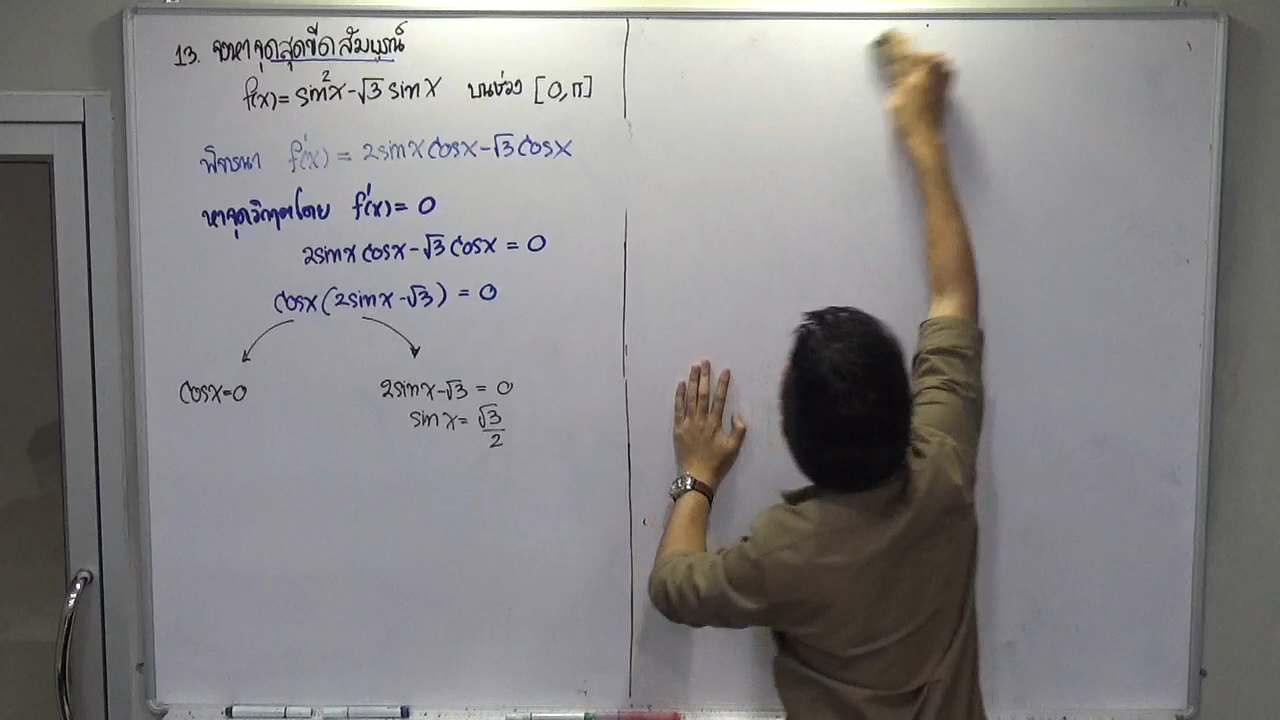 13. จงหาจุดสุดขีดสัมบูรณ์
f(x) = sin²x - √3 sin x บนช่วง [0, π]
พิจารณา f'(x) = 2sin x cos x - √3 cos x
หาจุดวิกฤตโดย f'(x) = 0
2sin x cos x - √3 cos x = 0
cos x (2sin x - √3) = 0
cos x = 0
2sin x - √3 = 0
sin x = √3/2